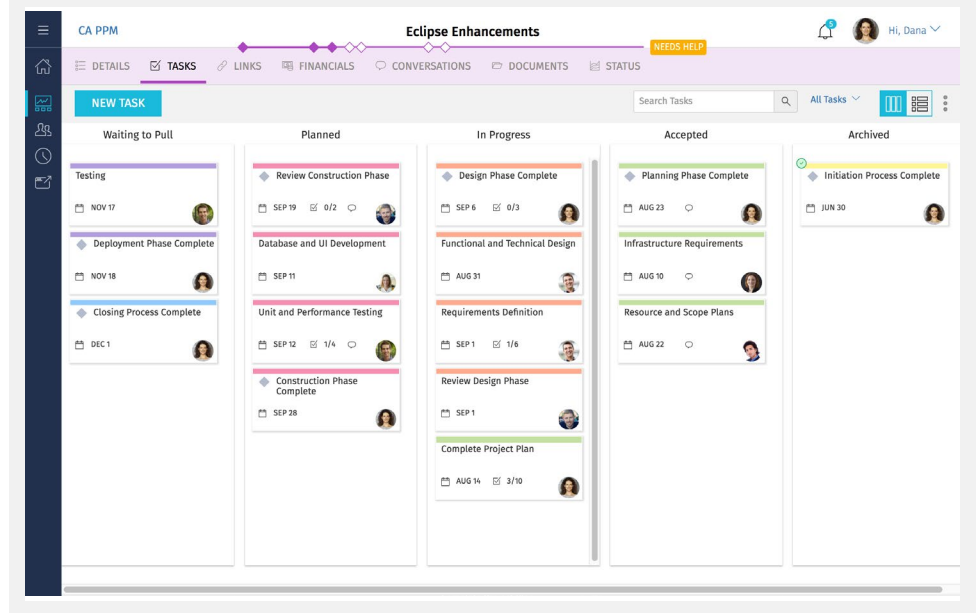 CA PPM
Eclipse Enhancements
5
Hi, Dana
NEEDS HELP
DETAILS
TASKS
LINKS
FINANCIALS
CONVERSATIONS
DOCUMENTS
STATUS
NEW TASK
Search Tasks
All Tasks
Waiting to Pull
Testing
NOV 17
Deployment Phase Complete
NOV 18
Closing Process Complete
DEC 1
Planned
Review Construction Phase
SEP 19 0/2
Database and UI Development
SEP 11
Unit and Performance Testing
SEP 12 1/4
Construction Phase
Complete
SEP 28
In Progress
Design Phase Complete
SEP 6 0/3
Functional and Technical Design
AUG 31
Requirements Definition
SEP 1 1/6
Review Design Phase
SEP 1
Complete Project Plan
AUG 14 3/10
Accepted
Planning Phase Complete
AUG 23
Infrastructure Requirements
AUG 10
Resource and Scope Plans
AUG 22
Archived
Initiation Process Complete
JUN 30